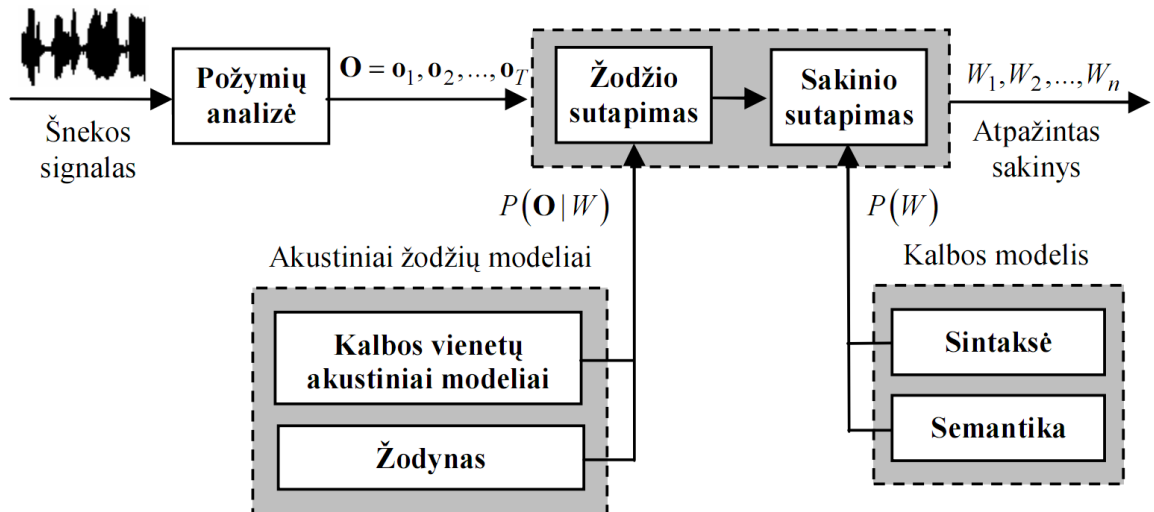 Šnekos
signalas
Požymių
analizė
O = o₁, o₂, ..., o_T
Žodžio
sutapimas
Sakinio
sutapimas
W₁, W₂, ..., Wₙ
Atpažintas
sakinys
P(O | W)
P(W)
Akustiniai žodžių modeliai
Kalbos vienetų
akustiniai modeliai
Žodynas
Kalbos modelis
Sintaksė
Semantika